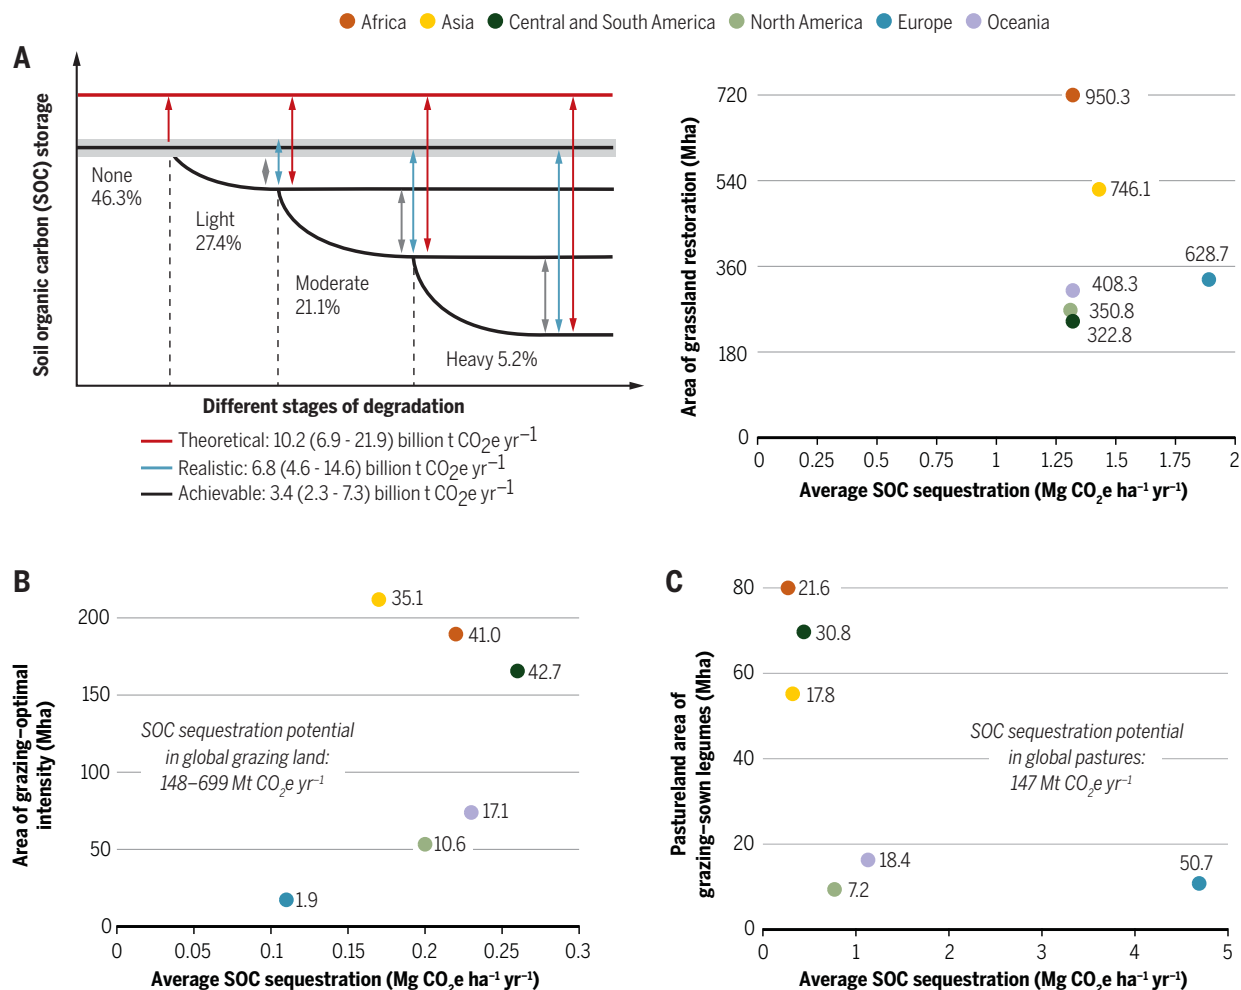 Africa Asia Central and South America North America Europe Oceania
A
Soil organic carbon (SOC) storage
None
46.3%
Light
27.4%
Moderate
21.1%
Heavy 5.2%
Different stages of degradation
Theoretical: 10.2 (6.9 - 21.9) billion t CO₂e yr⁻¹
Realistic: 6.8 (4.6 - 14.6) billion t CO₂e yr⁻¹
Achievable: 3.4 (2.3 - 7.3) billion t CO₂e yr⁻¹
Area of grassland restoration (Mha)
720
540
360
180
0
950.3
746.1
628.7
408.3
350.8
322.8
0 0.25 0.5 0.75 1 1.25 1.5 1.75 2
Average SOC sequestration (Mg CO₂e ha⁻¹ yr⁻¹)
B
Area of grazing–optimal
intensity (Mha)
200
150
100
50
0
35.1
41.0
42.7
SOC sequestration potential
in global grazing land:
148–699 Mt CO₂e yr⁻¹
17.1
10.6
1.9
0 0.05 0.1 0.15 0.2 0.25 0.3
Average SOC sequestration (Mg CO₂e ha⁻¹ yr⁻¹)
C
Pastureland area of
grazing–sown legumes (Mha)
80
60
40
20
0
21.6
30.8
17.8
SOC sequestration potential
in global pastures:
147 Mt CO₂e yr⁻¹
18.4
50.7
7.2
0 1 2 3 4 5
Average SOC sequestration (Mg CO₂e ha⁻¹ yr⁻¹)